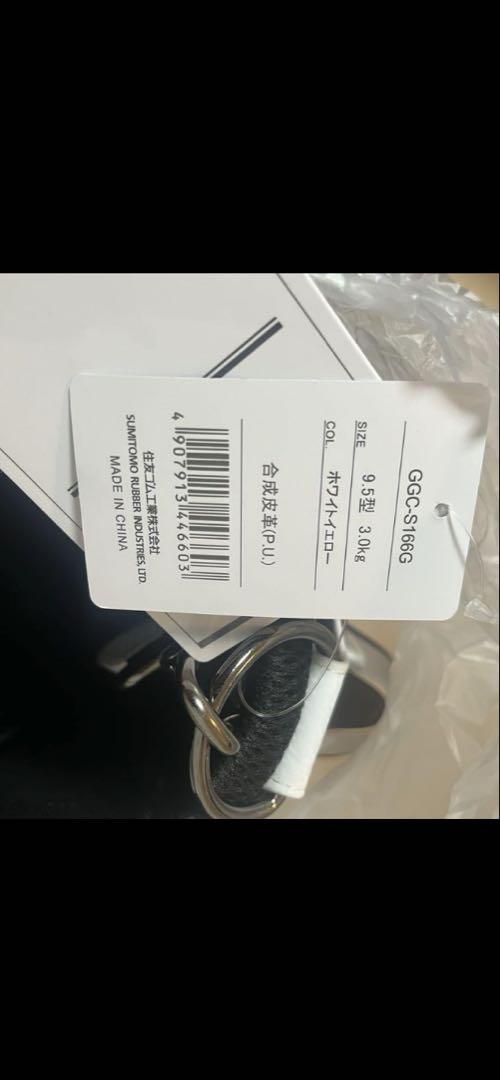 GGC-S166G
SIZE 9.5型 3.0kg
COL. ホワイトイエロー
合成皮革(P.U.)
4 907913 446603
住友ゴム工業株式会社
SUMITOMO RUBBER INDUSTRIES, LTD.
MADE IN CHINA